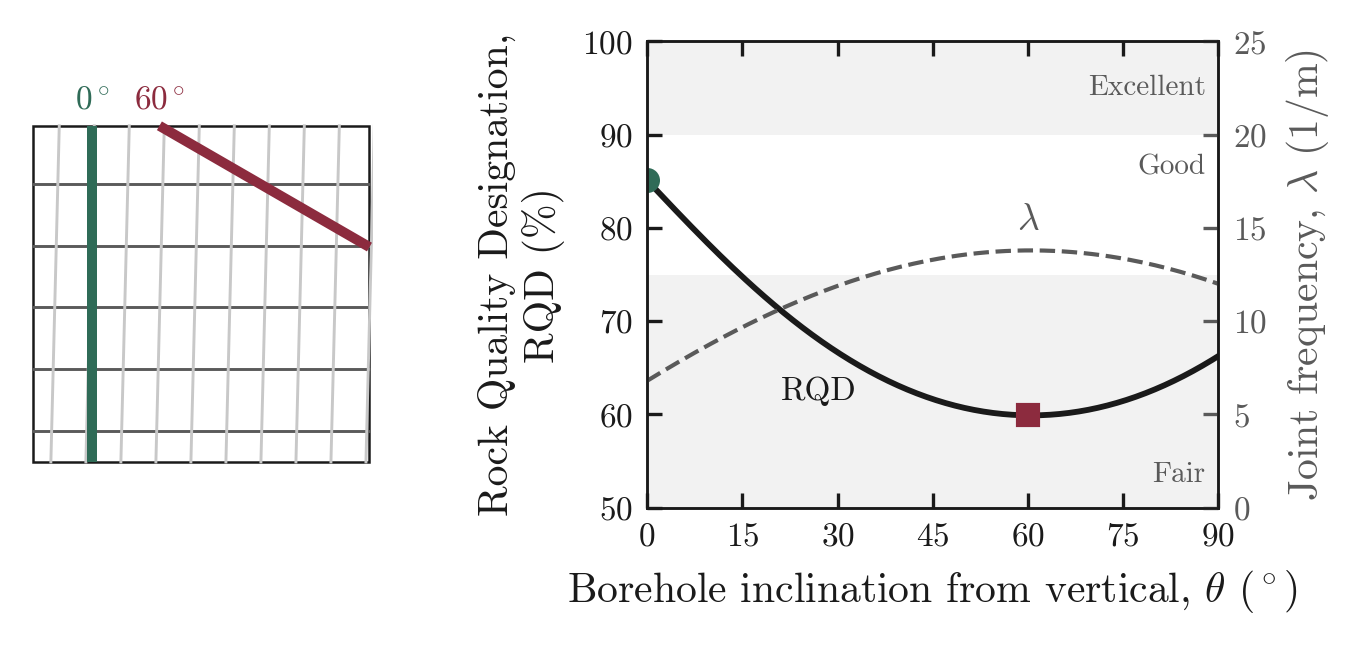 0° 60°
Rock Quality Designation,
RQD (%)
100
90
80
70
60
50
Excellent
Good
λ
RQD
Fair
25
20
15
10
5
0
Joint frequency, λ (1/m)
0 15 30 45 60 75 90
Borehole inclination from vertical, θ (°)